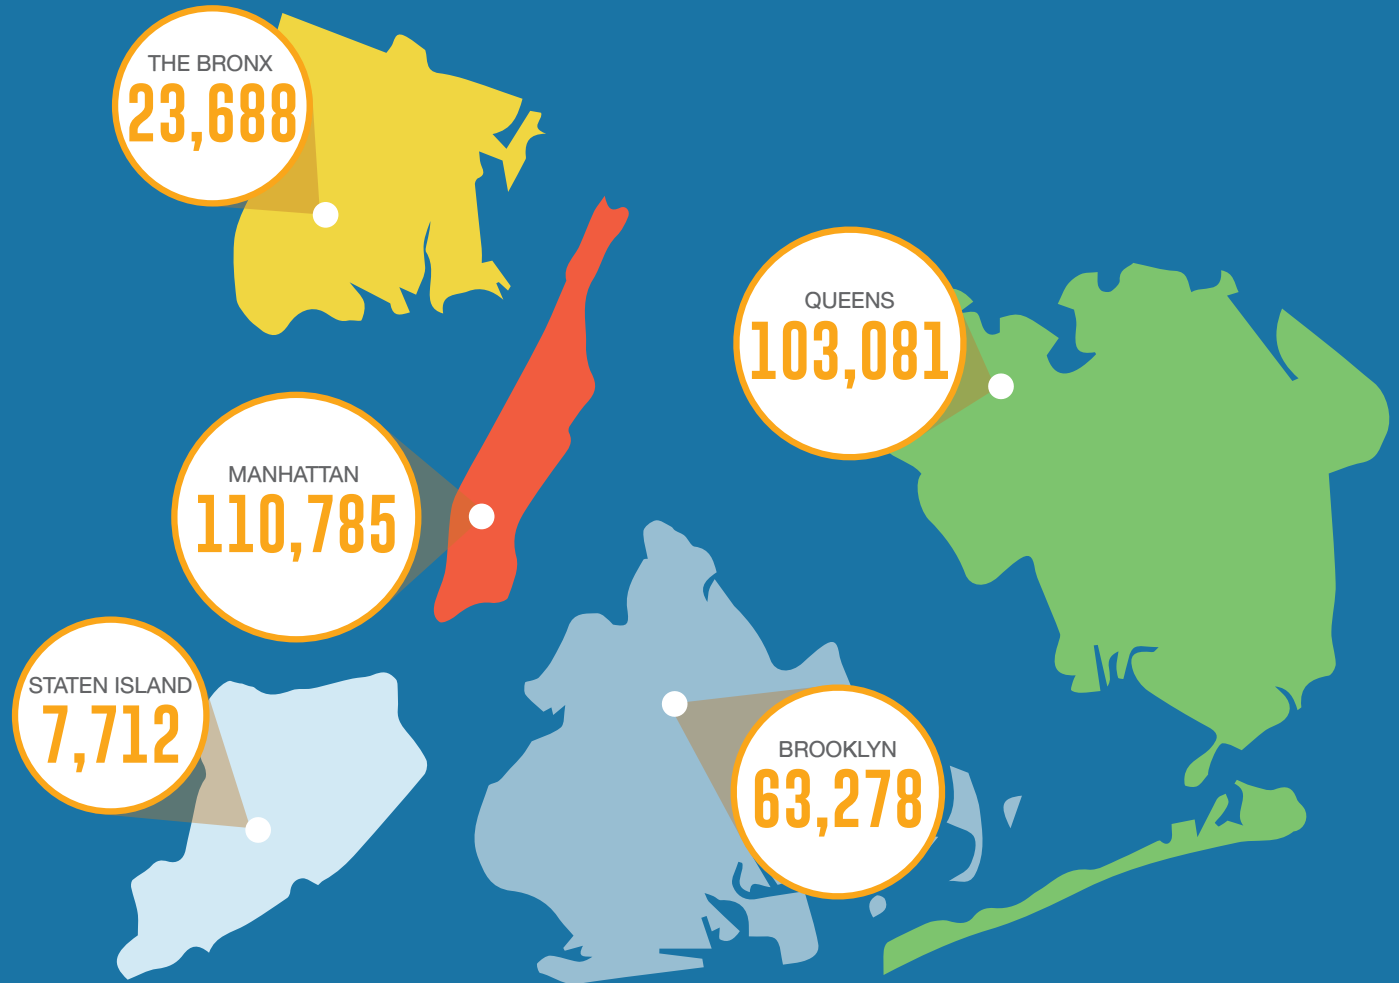 THE BRONX
23,688
QUEENS
103,081
MANHATTAN
110,785
STATEN ISLAND
7,712
BROOKLYN
63,278